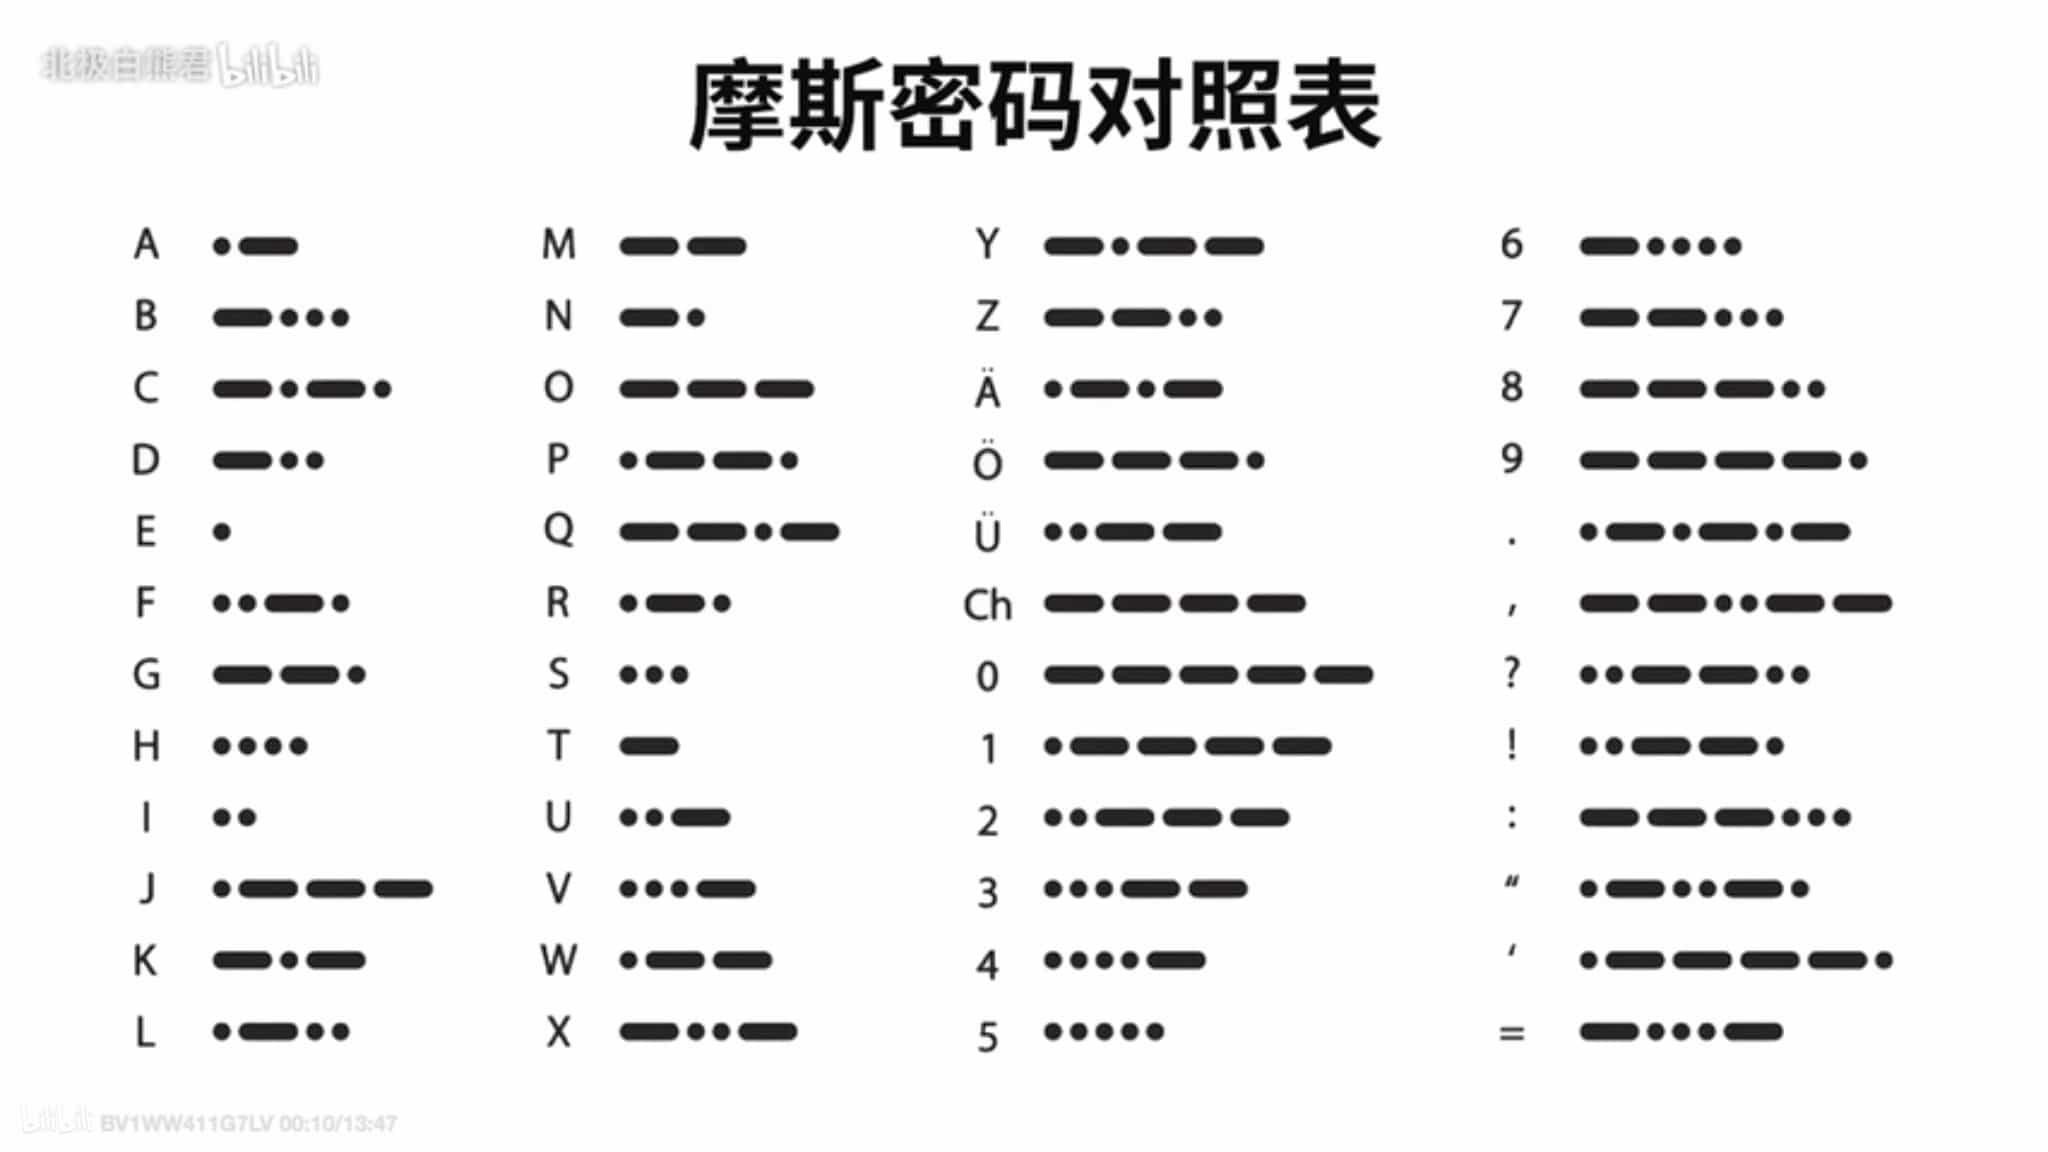 北极白熊君 bilibili
摩斯密码对照表
A •— M —— Y —•—— 6 —••••
B —••• N —• Z ——•• 7 ——•••
C —•—• O ——— Ä •—•— 8 ———••
D —•• P •——• Ö ———• 9 ————•
E • Q ——•— Ü ••—— . •—•—•—
F ••—• R •—• Ch ———— , ——••——
G ——• S ••• 0 ————— ? ••——••
H •••• T — 1 •———— ! ••——•
I •• U ••— 2 ••——— : ———•••
J •——— V •••— 3 •••—— “ •—••—•
K —•— W •—— 4 ••••— ‘ •————•
L •—•• X —••— 5 ••••• = —•••—
bilibili BV1WW411G7LV 00:10/13:47